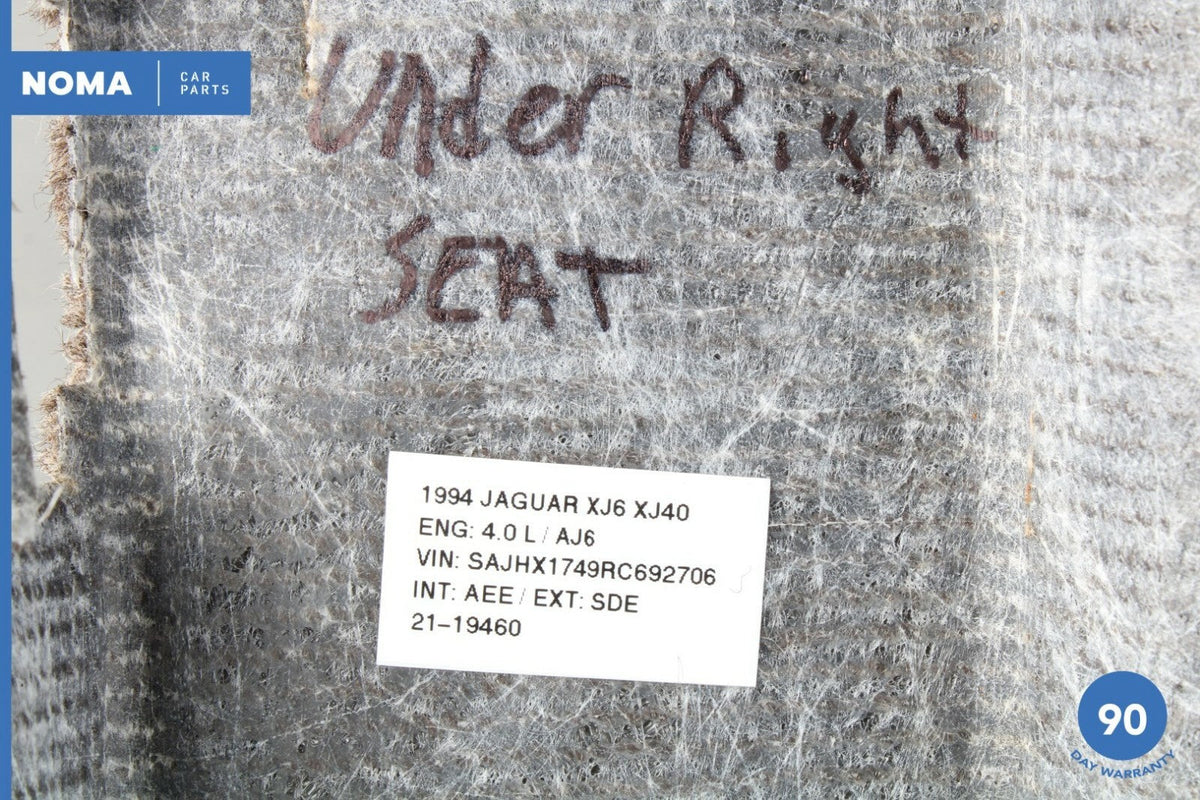 NOMA
CAR
PARTS
Under Right
SEAT
1994 JAGUAR XJ6 XJ40
ENG: 4.0 L / AJ6
VIN: SAJHX1749RC692706
INT: AEE / EXT: SDE
21-19460
90
DAY WARRANTY